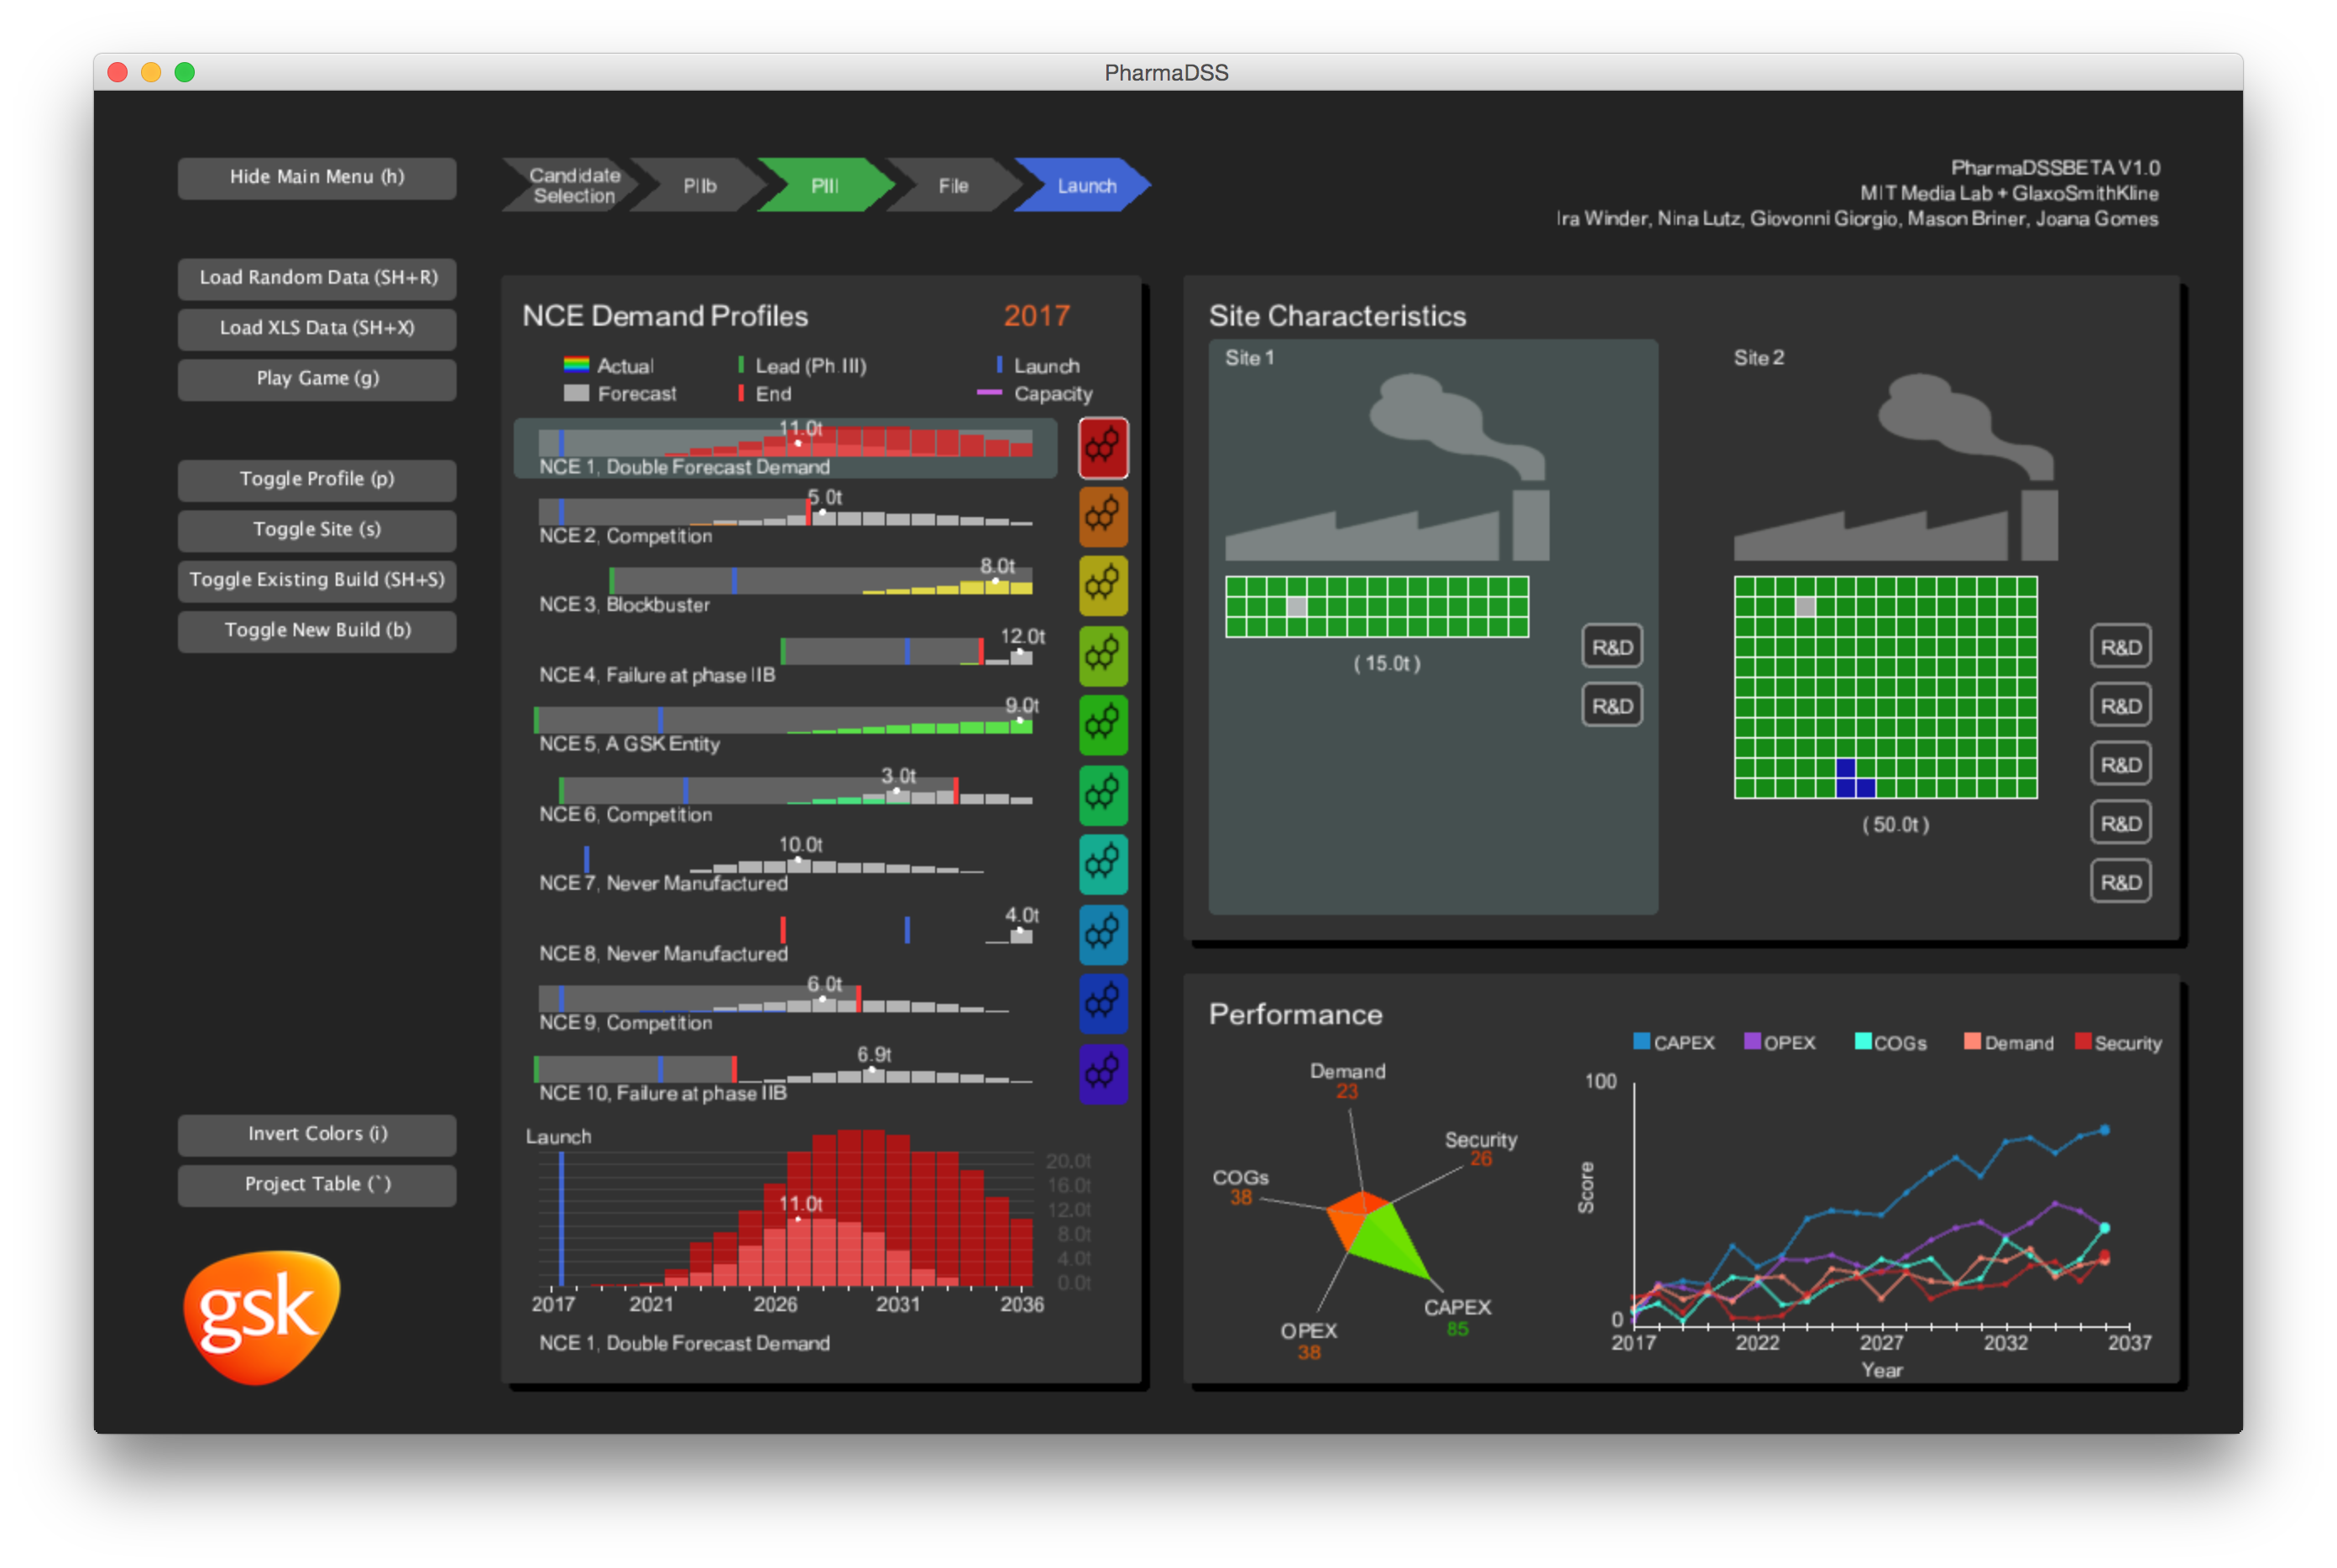 PharmaDSS
Hide Main Menu (h)
Load Random Data (SH+R)
Load XLS Data (SH+X)
Play Game (g)
Toggle Profile (p)
Toggle Site (s)
Toggle Existing Build (SH+S)
Toggle New Build (b)
Invert Colors (i)
Project Table (`)
gsk
Candidate
Selection
PIIb
PIII
File
Launch
PharmaDSSBETA V1.0
MIT Media Lab + GlaxoSmithKline
Ira Winder, Nina Lutz, Giovonni Giorgio, Mason Briner, Joana Gomes
NCE Demand Profiles 2017
Actual Lead (Ph.III) Launch
Forecast End Capacity
11.0t
NCE 1, Double Forecast Demand
5.0t
NCE 2, Competition
8.0t
NCE 3, Blockbuster
12.0t
NCE 4, Failure at phase IIB
9.0t
NCE 5, A GSK Entity
3.0t
NCE 6, Competition
10.0t
NCE 7, Never Manufactured
4.0t
NCE 8, Never Manufactured
6.0t
NCE 9, Competition
6.9t
NCE 10, Failure at phase IIB
Launch
11.0t
20.0t
16.0t
12.0t
8.0t
4.0t
0.0t
2017 2021 2026 2031 2036
NCE 1, Double Forecast Demand
Site Characteristics
Site 1
( 15.0t )
R&D
R&D
Site 2
( 50.0t )
R&D
R&D
R&D
R&D
R&D
Performance
Demand
23
Security
26
COGs
38
CAPEX
85
OPEX
38
CAPEX OPEX COGs Demand Security
100
Score
0
2017 2022 2027 2032 2037
Year